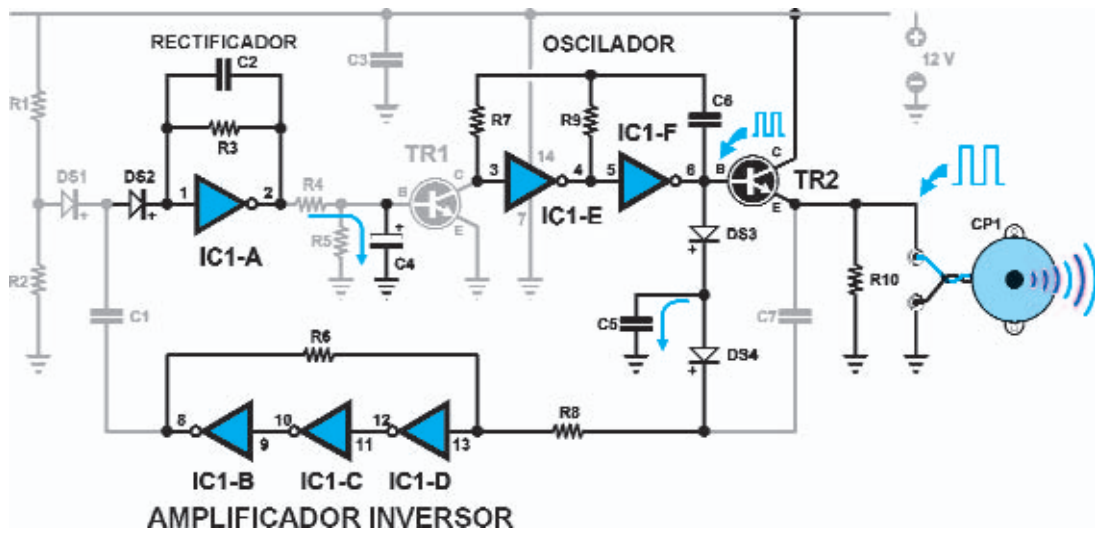 RECTIFICADOR
OSCILADOR
C2
C3
12 V
R1
R3
R7
R9
C6
IC1-F
DS1
DS2
1
2
R4
TR1
B
C
E
3
14
4
5
6
B
C
E
TR2
IC1-E
7
IC1-A
R5
C4
DS3
CP1
R2
C1
R6
C5
C7
R10
DS4
8
9
10
11
12
13
R8
IC1-B
IC1-C
IC1-D
AMPLIFICADOR INVERSOR